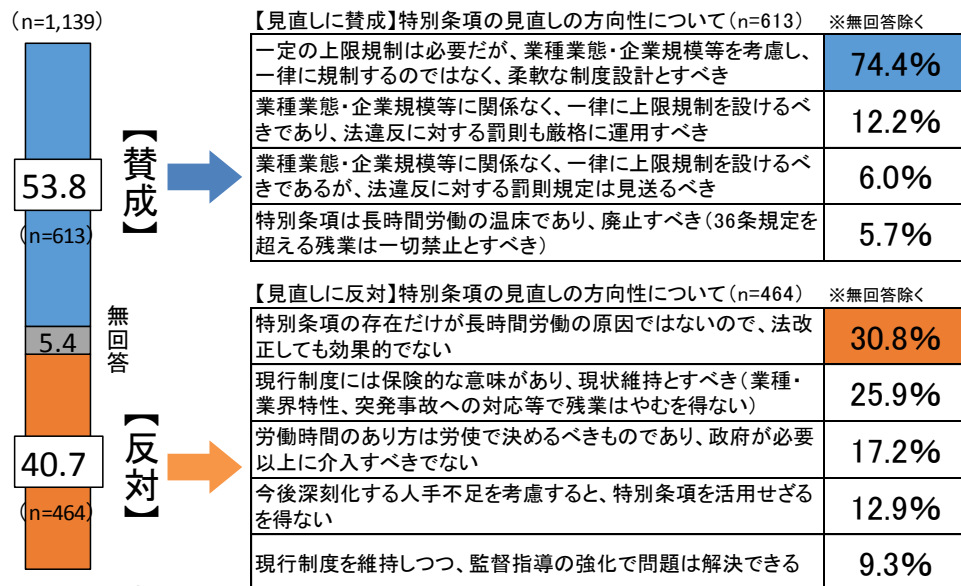 (n=1,139)
53.8
(n=613)
【賛成】
5.4
無回答
40.7
(n=464)
【反対】
【見直しに賛成】特別条項の見直しの方向性について(n=613) ※無回答除く
一定の上限規制は必要だが、業種業態・企業規模等を考慮し、
一律に規制するのではなく、柔軟な制度設計とすべき
74.4%
業種業態・企業規模等に関係なく、一律に上限規制を設けるべ
きであり、法違反に対する罰則も厳格に運用すべき
12.2%
業種業態・企業規模等に関係なく、一律に上限規制を設けるべ
きであるが、法違反に対する罰則規定は見送るべき
6.0%
特別条項は長時間労働の温床であり、廃止すべき(36条規定を
超える残業は一切禁止とすべき)
5.7%
【見直しに反対】特別条項の見直しの方向性について(n=464) ※無回答除く
特別条項の存在だけが長時間労働の原因ではないので、法改
正しても効果的でない
30.8%
現行制度には保険的な意味があり、現状維持とすべき(業種・
業界特性、突発事故への対応等で残業はやむを得ない)
25.9%
労働時間のあり方は労使で決めるべきものであり、政府が必要
以上に介入すべきでない
17.2%
今後深刻化する人手不足を考慮すると、特別条項を活用せざる
を得ない
12.9%
現行制度を維持しつつ、監督指導の強化で問題は解決できる
9.3%